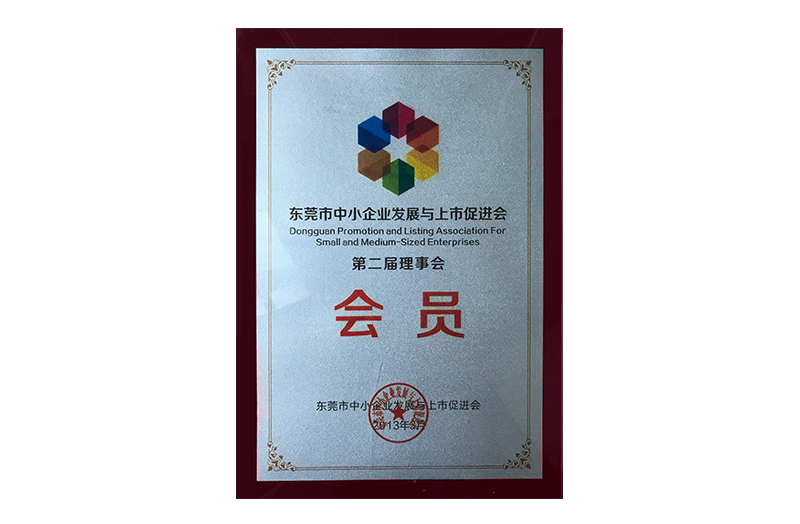 东莞市中小企业发展与上市促进会
Dongguan Promotion and Listing Association For
Small and Medium-Sized Enterprises
第二届理事会
会员
东莞市中小企业发展与上市促进会
2013年3月